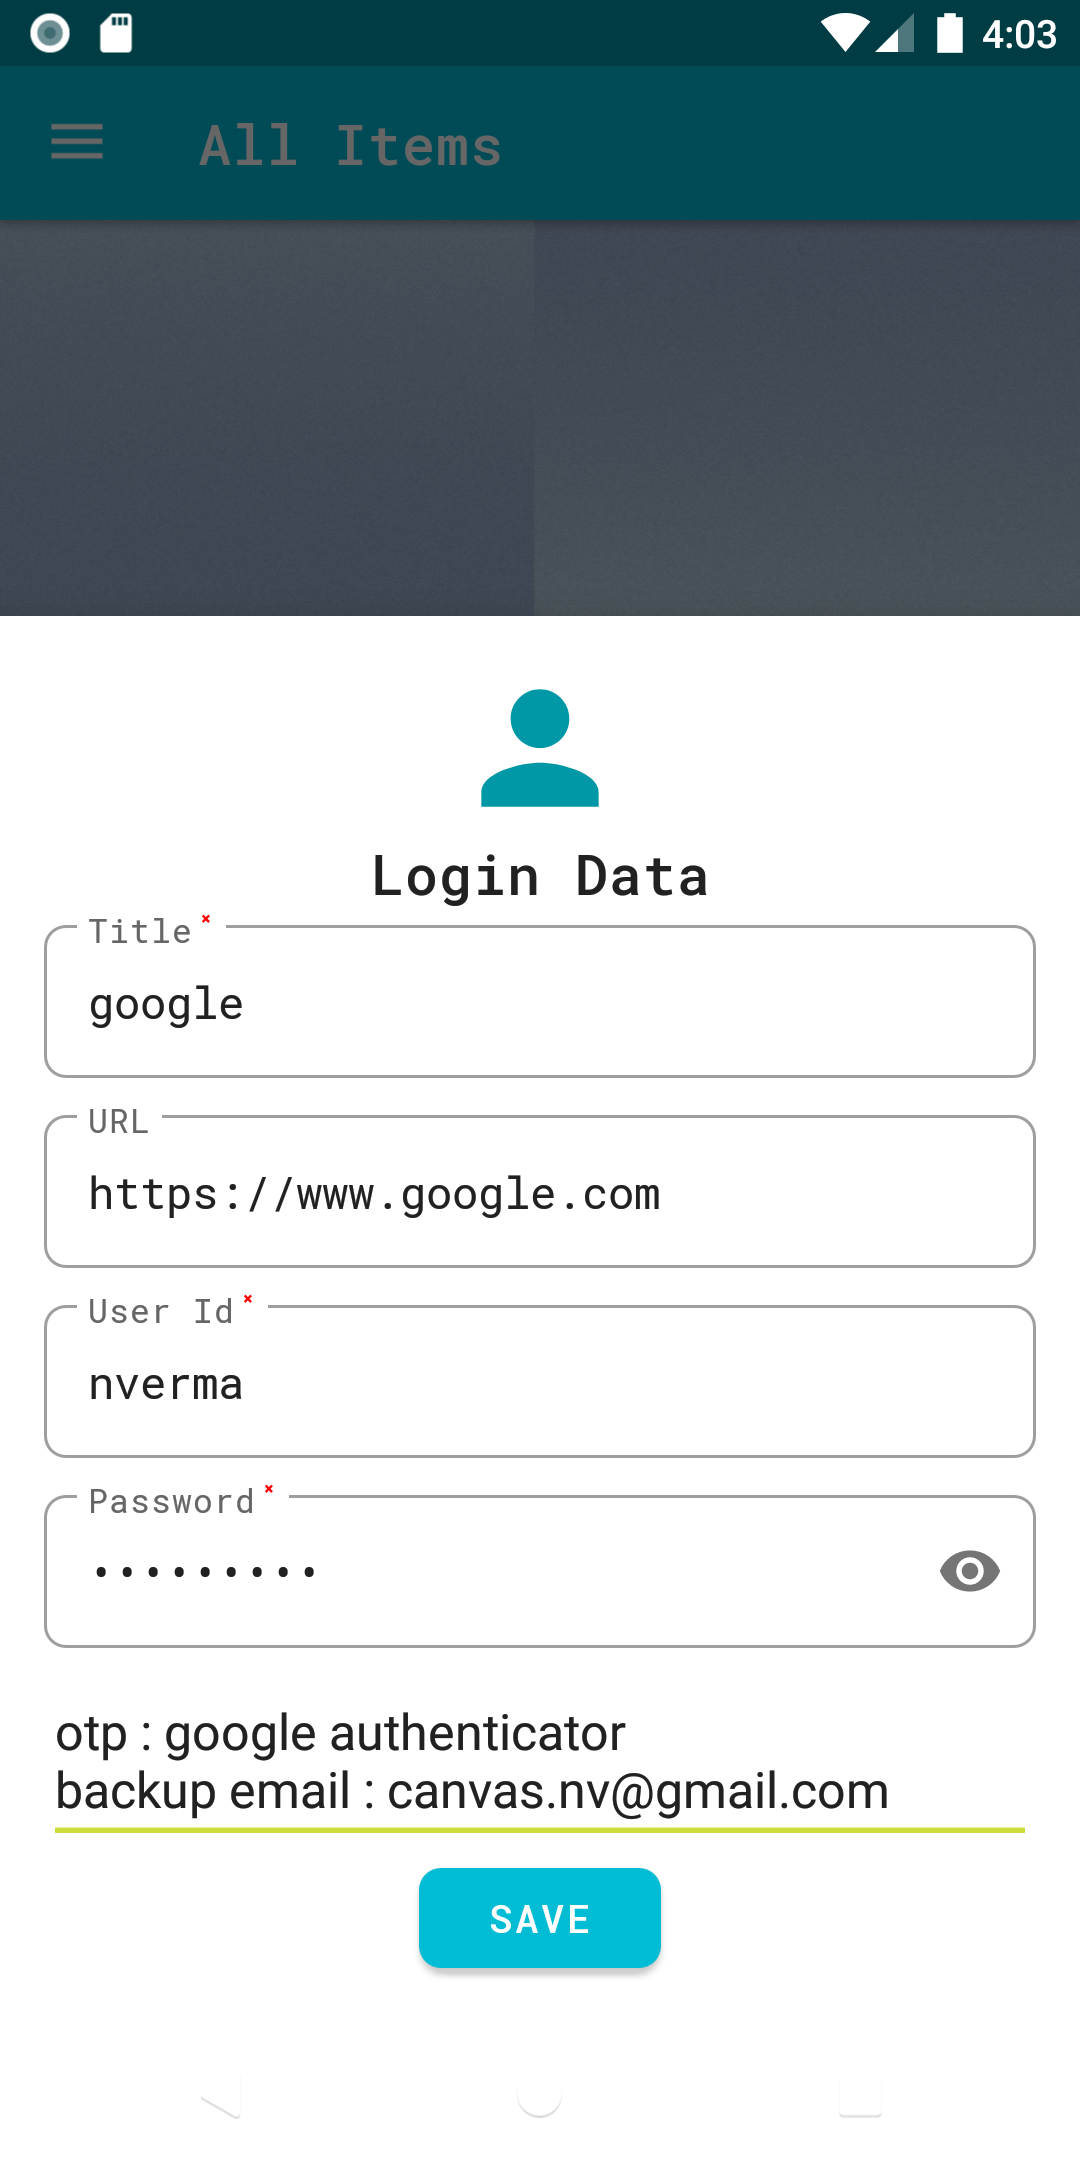 4:03
All Items
Login Data
Title *
google
URL
https://www.google.com
User Id *
nverma
Password *
•••••••••
otp : google authenticator
backup email : canvas.nv@gmail.com
SAVE